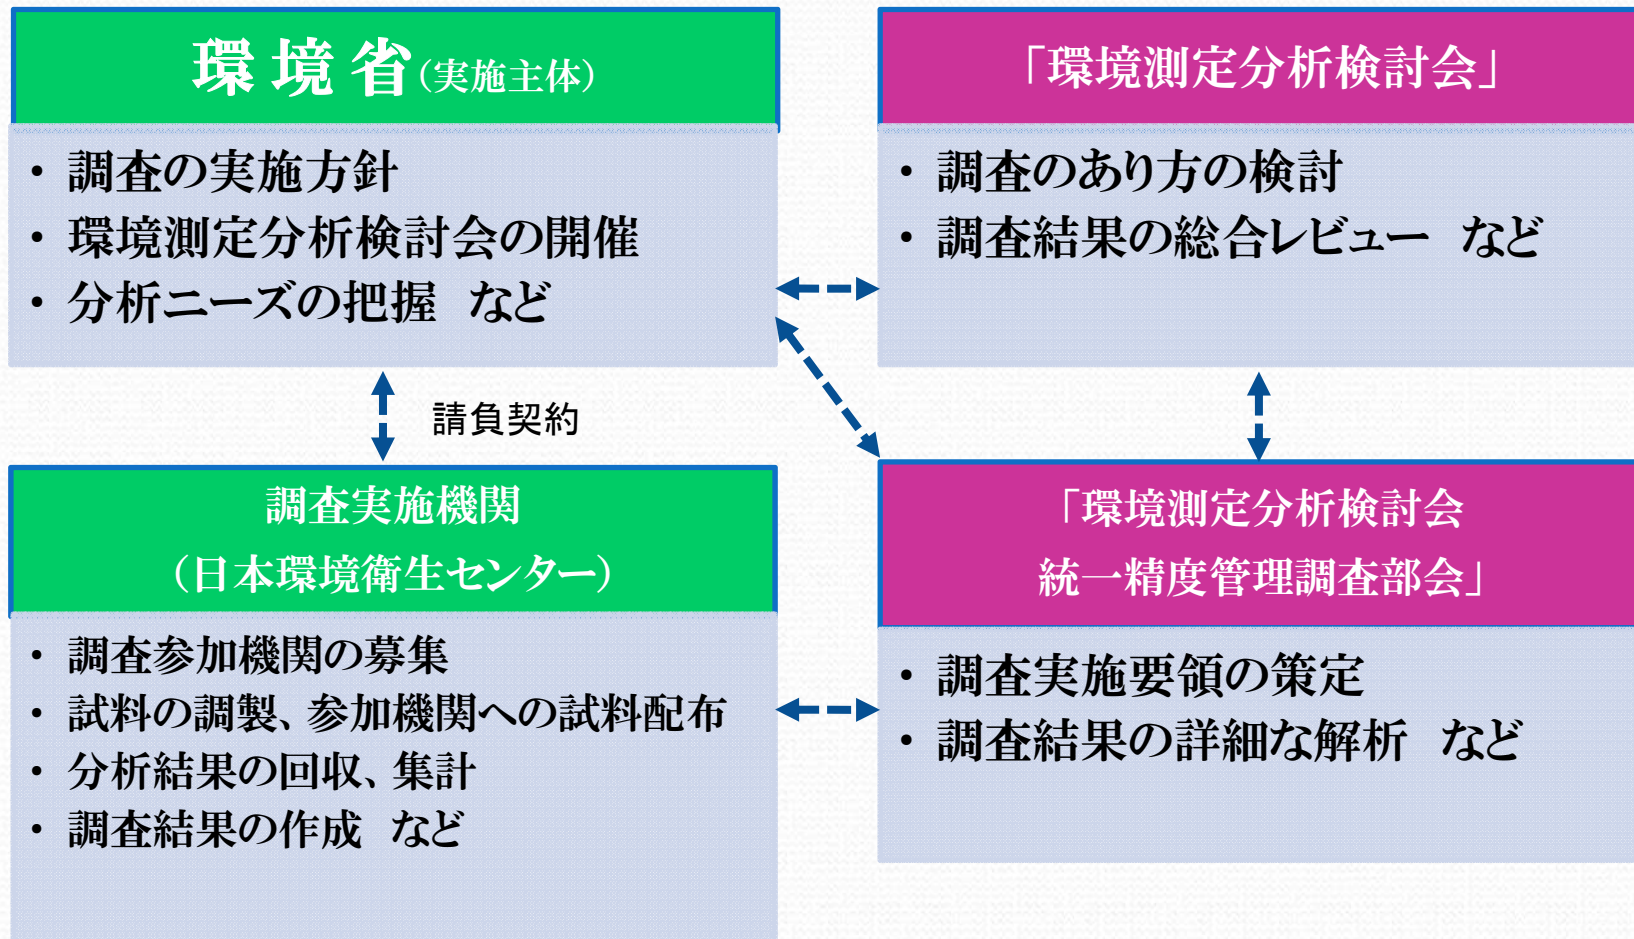 環境省(実施主体)
・ 調査の実施方針
・ 環境測定分析検討会の開催
・ 分析ニーズの把握　など
「環境測定分析検討会」
・ 調査のあり方の検討
・ 調査結果の総合レビュー　など
請負契約
調査実施機関
(日本環境衛生センター)
・ 調査参加機関の募集
・ 試料の調製、参加機関への試料配布
・ 分析結果の回収、集計
・ 調査結果の作成　など
「環境測定分析検討会
統一精度管理調査部会」
・ 調査実施要領の策定
・ 調査結果の詳細な解析　など